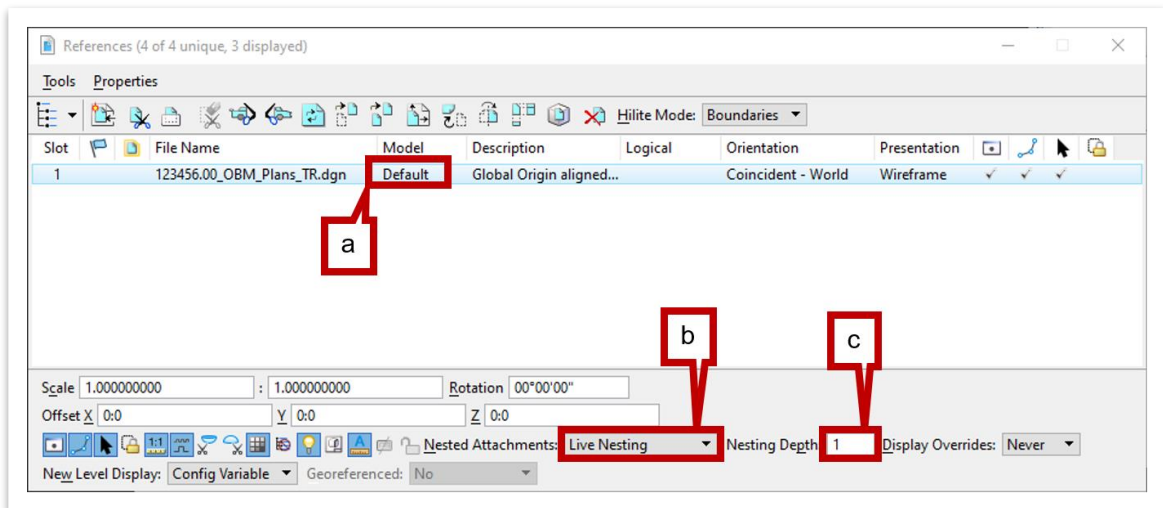 References (4 of 4 unique, 3 displayed)
Tools Properties
Hilite Mode: Boundaries
Slot File Name Model Description Logical Orientation Presentation
1 123456.00_OBM_Plans_TR.dgn Default Global Origin aligned... Coincident - World Wireframe
a
b
c
Scale 1.000000000 : 1.000000000 Rotation 00°00'00"
Offset X 0:0 Y 0:0 Z 0:0
1:1 A Nested Attachments: Live Nesting Nesting Depth 1 Display Overrides: Never
New Level Display: Config Variable Georeferenced: No